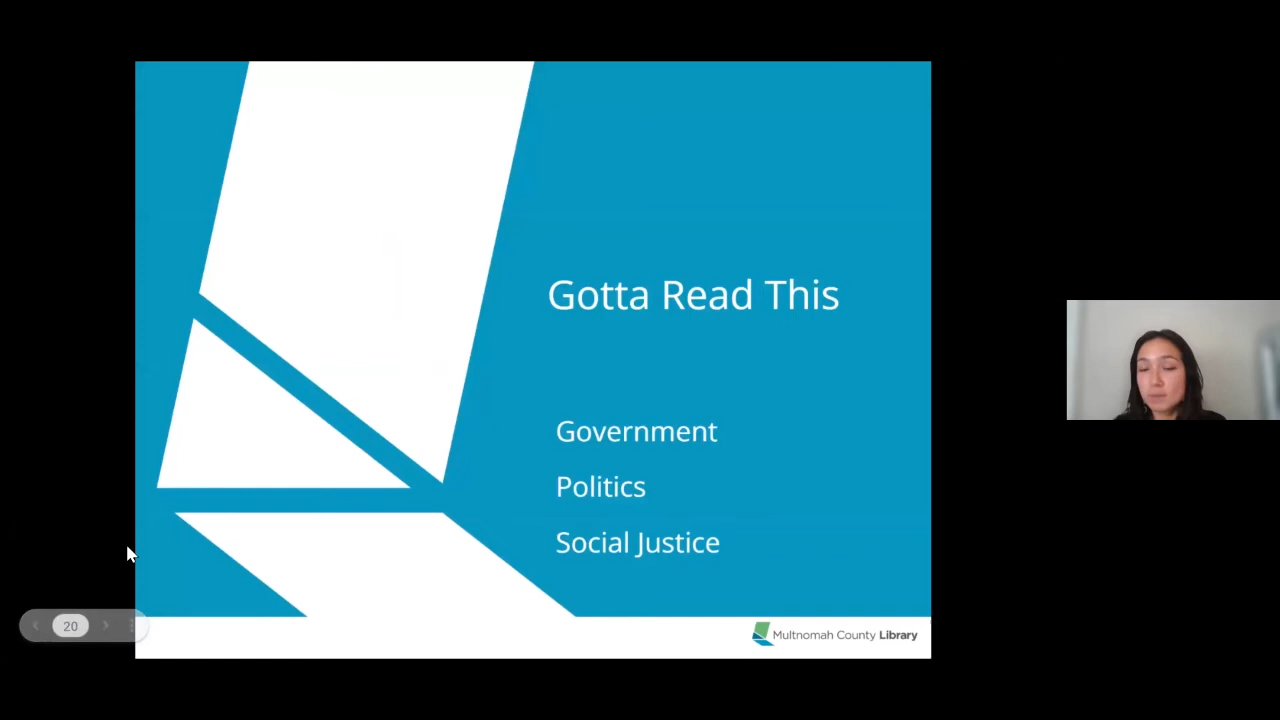 Gotta Read This
Government
Politics
Social Justice
20
Multnomah County Library